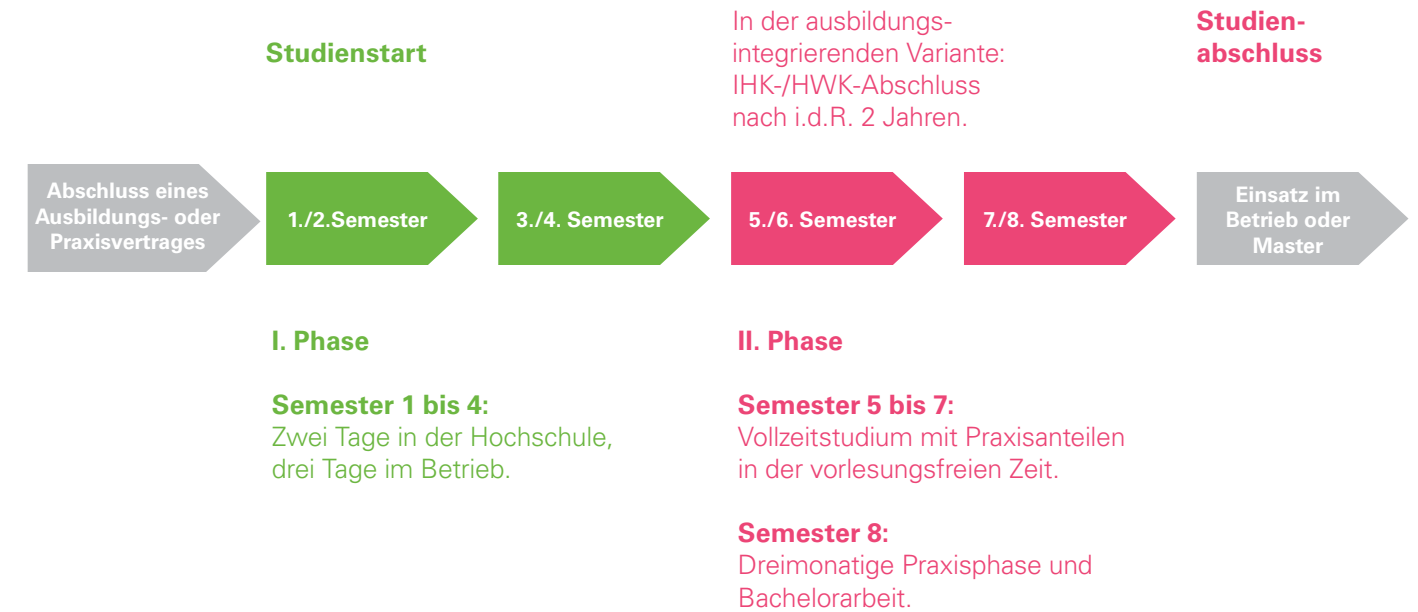 Studienstart
In der ausbildungs-
integrierenden Variante:
IHK-/HWK-Abschluss
nach i.d.R. 2 Jahren.
Studien-
abschluss
Abschluss eines
Ausbildungs- oder
Praxisvertrages
1./2.Semester
3./4. Semester
5./6. Semester
7./8. Semester
Einsatz im
Betrieb oder
Master
I. Phase
Semester 1 bis 4:
Zwei Tage in der Hochschule,
drei Tage im Betrieb.
II. Phase
Semester 5 bis 7:
Vollzeitstudium mit Praxisanteilen
in der vorlesungsfreien Zeit.
Semester 8:
Dreimonatige Praxisphase und
Bachelorarbeit.